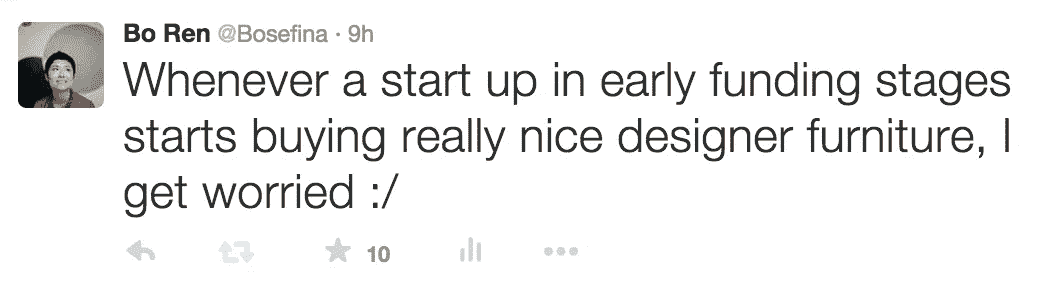 Bo Ren @Bosefina · 9h
Whenever a start up in early funding stages
starts buying really nice designer furniture, I
get worried :/
10